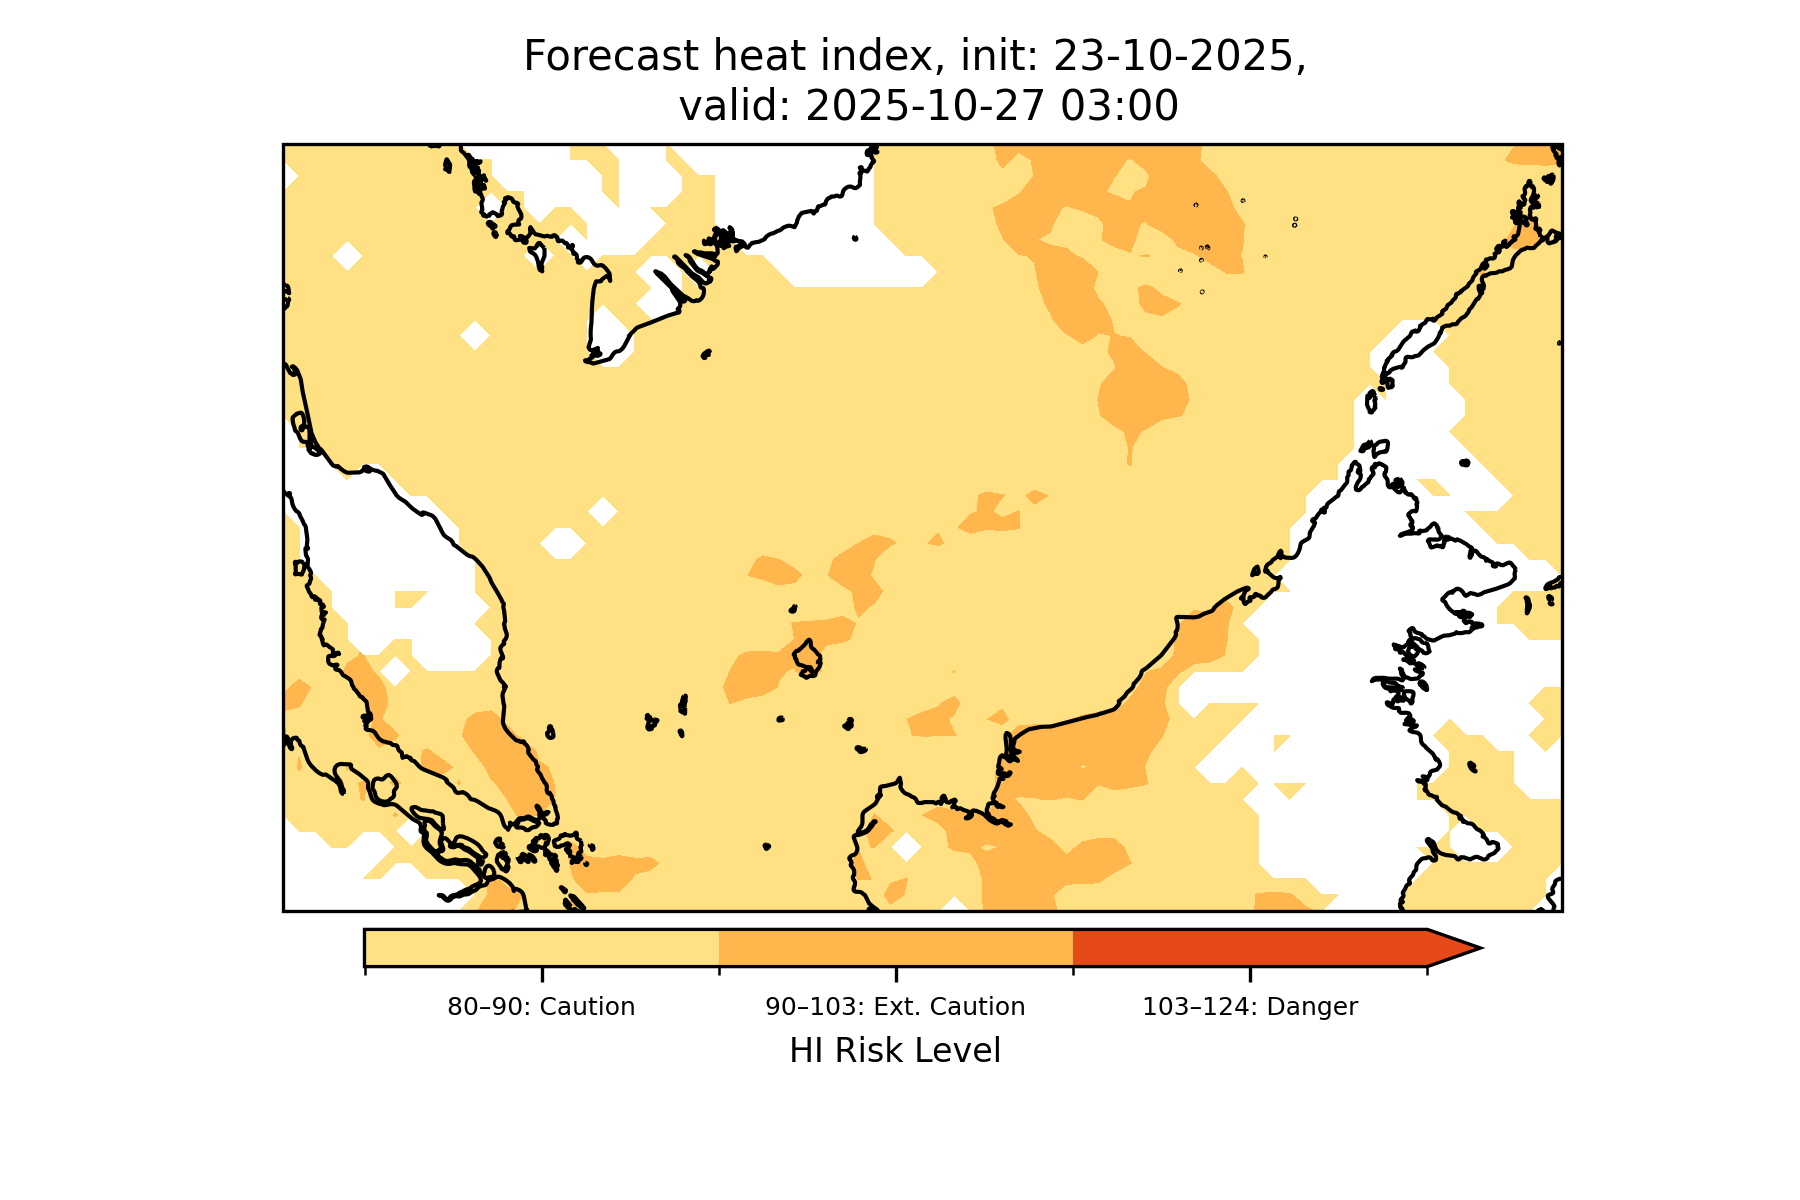 Forecast heat index, init: 23-10-2025,
valid: 2025-10-27 03:00
80–90: Caution
90–103: Ext. Caution
103–124: Danger
HI Risk Level